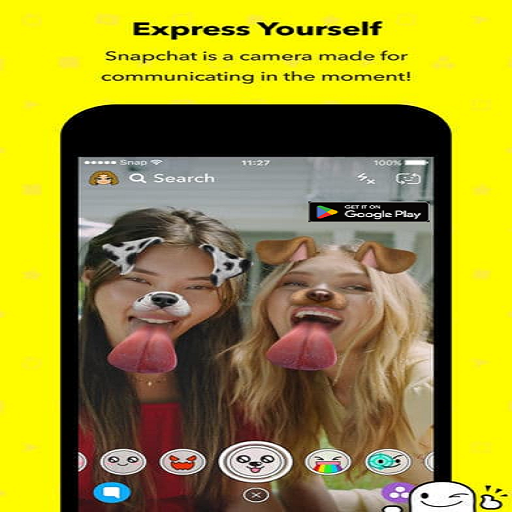 Express Yourself
Snapchat is a camera made for
communicating in the moment!
Snap
11:27
100%
Search
GET IT ON
Google Play